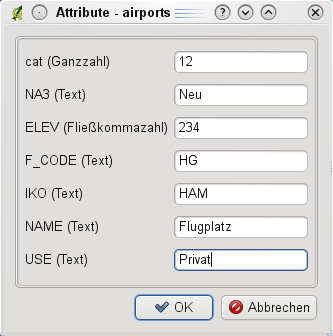 Attribute - airports
cat (Ganzzahl) 12
NA3 (Text) Neu
ELEV (Fließkommazahl) 234
F_CODE (Text) HG
IKO (Text) HAM
NAME (Text) Flugplatz
USE (Text) Privat
OK Abbrechen